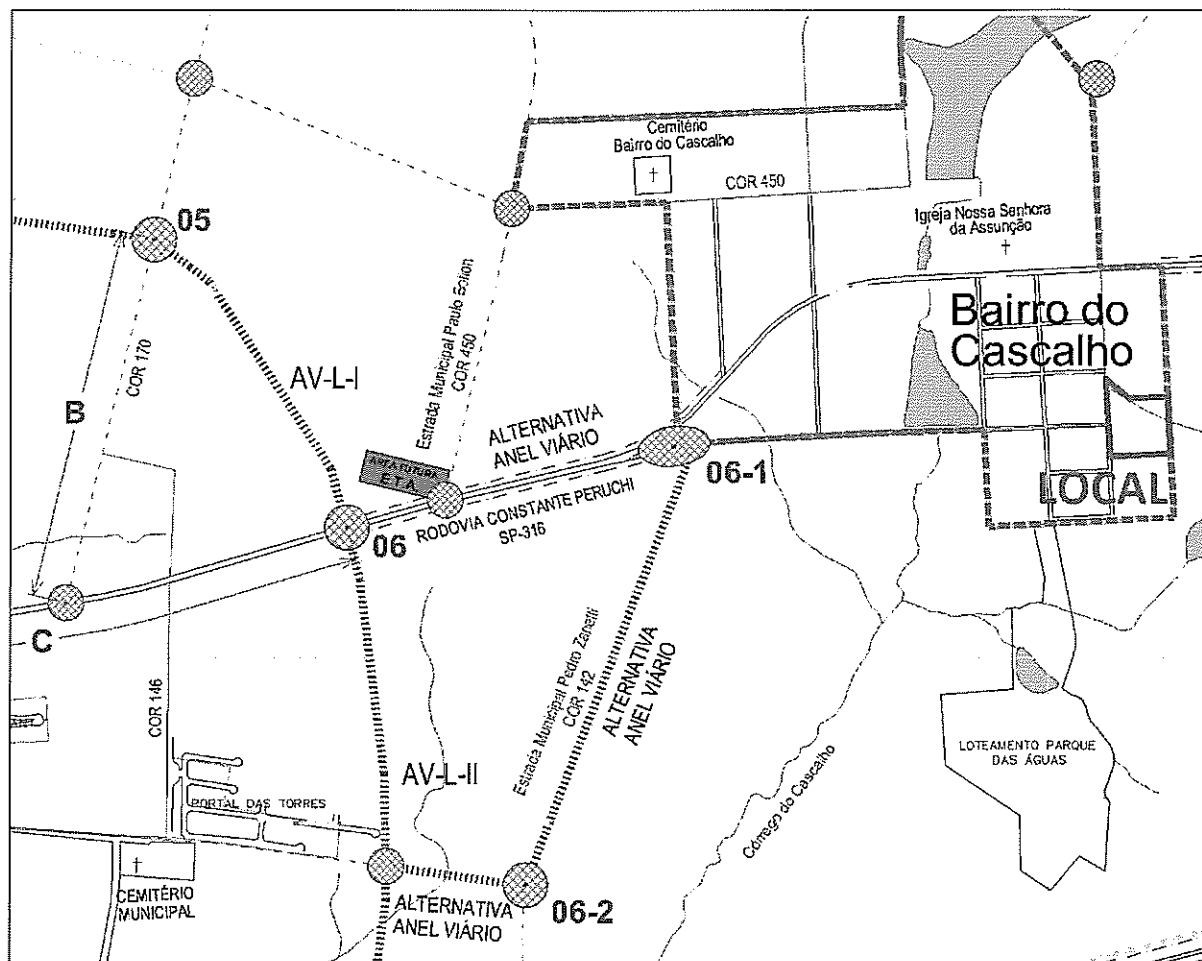 Cemitério
Bairro do Cascalho
COR 450
Igreja Nossa Senhora
da Assunção
05
Bairro do
Cascalho
COR 170
B
AV-L-I
Estrada Municipal Paulo
COR 450
ALTERNATIVA
ANEL VIÁRIO
06-1
ÁREA FUTURA
E T A
LOCAL
06
RODOVIA CONSTANTE PERUCHI
SP-316
C
COR 146
Estrada Municipal Pedro Zanetti
COR 142
ALTERNATIVA
ANEL VIÁRIO
Córrego do Cascalho
LOTEAMENTO PARQUE
DAS ÁGUAS
AV-L-II
PORTAL DAS TORRES
CEMITÉRIO
MUNICIPAL
ALTERNATIVA
ANEL VIÁRIO
06-2